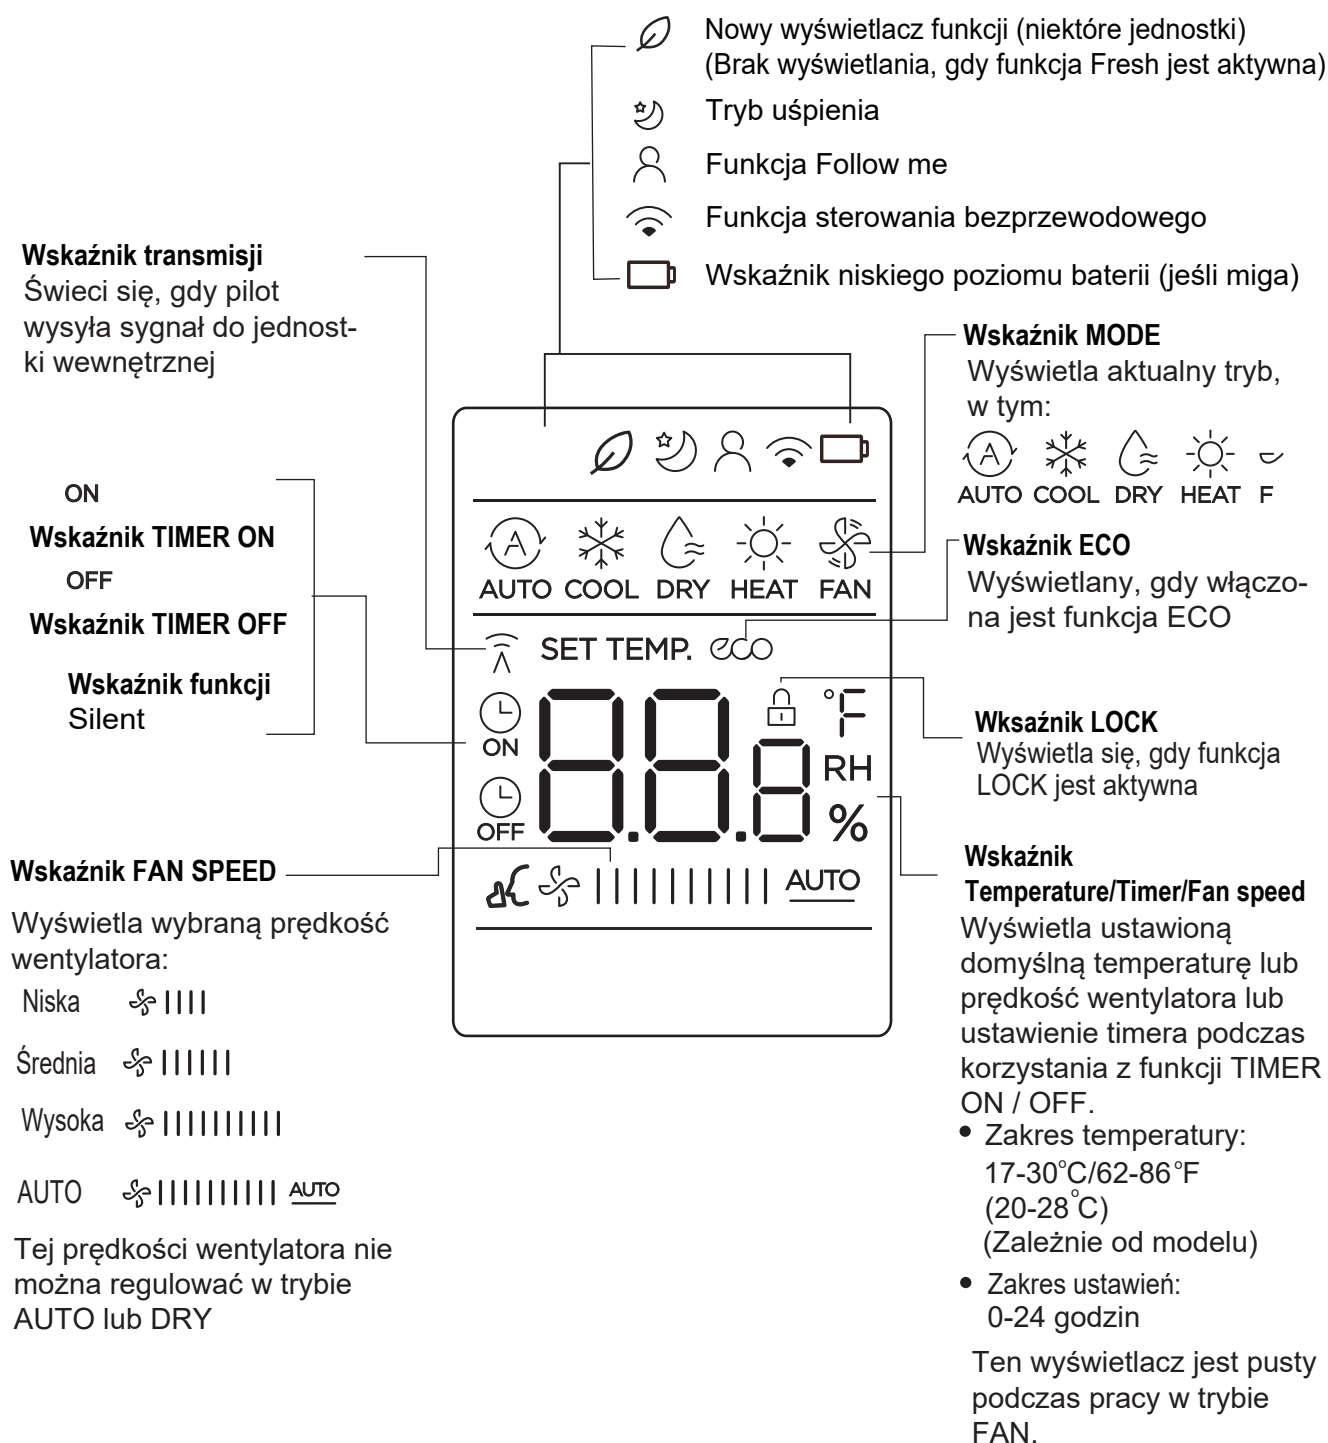 Nowy wyświetlacz funkcji (niektóre jednostki)
(Brak wyświetlania, gdy funkcja Fresh jest aktywna)
Tryb uśpienia
Funkcja Follow me
Funkcja sterowania bezprzewodowego
Wskaźnik niskiego poziomu baterii (jeśli miga)
Wskaźnik transmisji
Świeci się, gdy pilot
wysyła sygnał do jednost-
ki wewnętrznej
ON
Wskaźnik TIMER ON
OFF
Wskaźnik TIMER OFF
Wskaźnik funkcji
Silent
Wskaźnik FAN SPEED
Wyświetla wybraną prędkość
wentylatora:
Niska
Średnia
Wysoka
AUTO AUTO
Tej prędkości wentylatora nie
można regulować w trybie
AUTO lub DRY
A
AUTO COOL DRY HEAT FAN
SET TEMP. eco
ON
OFF
88.8.8
°F
RH
%
AUTO
Wskaźnik MODE
Wyświetla aktualny tryb,
w tym:
A
AUTO COOL DRY HEAT F
Wskaźnik ECO
Wyświetlany, gdy włączo-
na jest funkcja ECO
Wksaźnik LOCK
Wyświetla się, gdy funkcja
LOCK jest aktywna
Wskaźnik
Temperature/Timer/Fan speed
Wyświetla ustawioną
domyślną temperaturę lub
prędkość wentylatora lub
ustawienie timera podczas
korzystania z funkcji TIMER
ON / OFF.
• Zakres temperatury:
17-30°C/62-86°F
(20-28°C)
(Zależnie od modelu)
• Zakres ustawień:
0-24 godzin
Ten wyświetlacz jest pusty
podczas pracy w trybie
FAN.